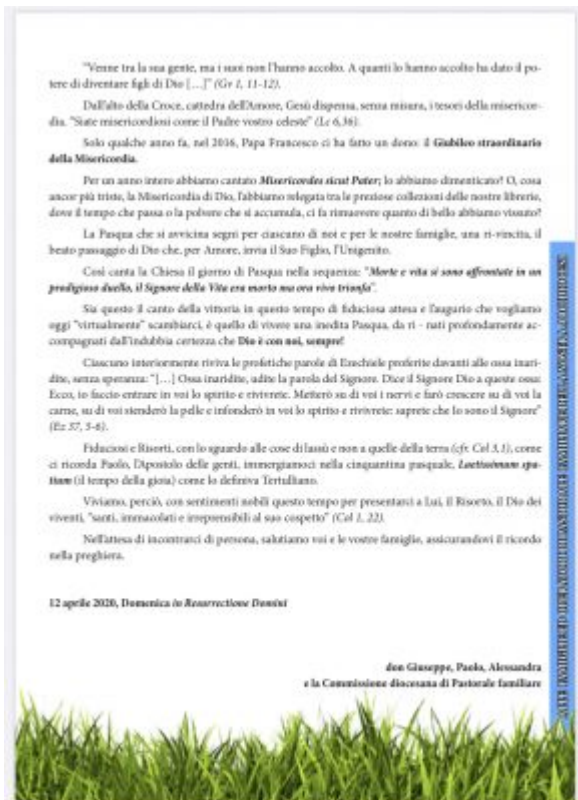 "Venne tra la sua gente, ma i suoi non l'hanno accolto. A quanti lo hanno accolto ha dato il po-
tere di diventare figli di Dio […]" (Gv 1, 11-12).
Dall'alto della Croce, cattedra dell'Amore, Gesù dispensa, senza misura, i tesori della misericor-
dia. "Siate misericordiosi come il Padre vostro celeste" (Lc 6,36).
Solo qualche anno fa, nel 2016, Papa Francesco ci ha fatto un dono: il Giubileo straordinario
della Misericordia.
Per un anno intero abbiamo cantato Misericordes sicut Pater; lo abbiamo dimenticato? O, cosa
ancor più triste, la Misericordia di Dio, l'abbiamo relegata tra le preziose collezioni delle nostre librerie,
dove il tempo che passa o la polvere che si accumula, ci fa rimuovere quanto di bello abbiamo vissuto?
La Pasqua che si avvicina segni per ciascuno di noi e per le nostre famiglie, una ri-vincita, il
beato passaggio di Dio che, per Amore, invia il Suo Figlio, l'Unigenito.
Così canta la Chiesa il giorno di Pasqua nella sequenza: "Morte e vita si sono affrontate in un
prodigioso duello, il Signore della Vita era morto ma ora vivo trionfa".
Sia questo il canto della vittoria in questo tempo di fiduciosa attesa e l'augurio che vogliamo
oggi "virtualmente" scambiarci, è quello di vivere una inedita Pasqua, da ri - nati profondamente ac-
compagnati dall'indubbia certezza che Dio è con noi, sempre!
Ciascuno interiormente riviva le profetiche parole di Ezechiele proferite davanti alle ossa inari-
dite, senza speranza: "[…] Ossa inaridite, udite la parola del Signore. Dice il Signore Dio a queste ossa:
Ecco, io faccio entrare in voi lo spirito e rivivrete. Metterò su di voi i nervi e farò crescere su di voi la
carne, su di voi stenderò la pelle e infonderò in voi lo spirito e rivivrete: saprete che Io sono il Signore"
(Ez 37, 5-6).
Fiduciosi e Risorti, con lo sguardo alle cose di lassù e non a quelle della terra (cfr. Col 3,1), come
ci ricorda Paolo, l'Apostolo delle genti, immergiamoci nella cinquantina pasquale, Laetissimum spa-
tium (il tempo della gioia) come lo definiva Tertulliano.
Viviamo, perciò, con sentimenti nobili questo tempo per presentarci a Lui, il Risorto, il Dio dei
viventi, "santi, immacolati e irreprensibili al suo cospetto" (Col 1, 22).
Nell'attesa di incontrarci di persona, salutiamo voi e le vostre famiglie, assicurandovi il ricordo
nella preghiera.
12 aprile 2020, Domenica in Resurrectione Domini
don Giuseppe, Paolo, Alessandra
e la Commissione diocesana di Pastorale familiare